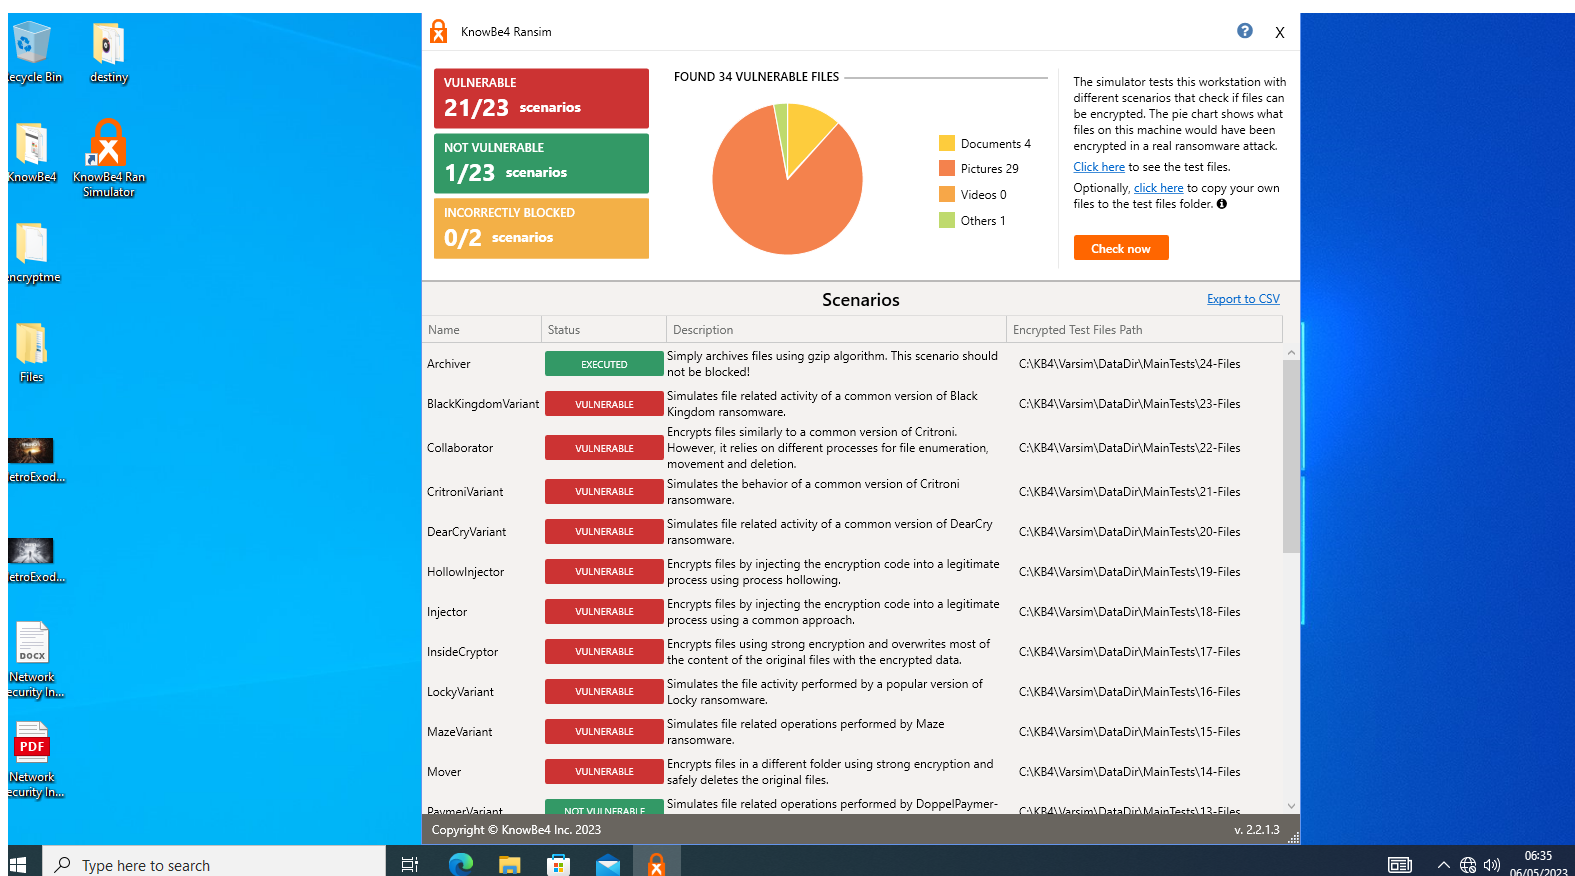 KnowBe4 Ransim
?
X
VULNERABLE
21/23 scenarios
NOT VULNERABLE
1/23 scenarios
INCORRECTLY BLOCKED
0/2 scenarios
FOUND 34 VULNERABLE FILES
Documents 4
Pictures 29
Videos 0
Others 1
The simulator tests this workstation with
different scenarios that check if files can
be encrypted. The pie chart shows what
files on this machine would have been
encrypted in a real ransomware attack.
Click here to see the test files.
Optionally, click here to copy your own
files to the test files folder.
Check now
Scenarios
Export to CSV
Name Status Description Encrypted Test Files Path
Archiver EXECUTED Simply archives files using gzip algorithm. This scenario should C:\KB4\Varsim\DataDir\MainTests\24-Files
not be blocked!
BlackKingdomVariant VULNERABLE Simulates file related activity of a common version of Black C:\KB4\Varsim\DataDir\MainTests\23-Files
Kingdom ransomware.
Collaborator VULNERABLE Encrypts files similarly to a common version of Critroni. C:\KB4\Varsim\DataDir\MainTests\22-Files
However, it relies on different processes for file enumeration,
movement and deletion.
CritroniVariant VULNERABLE Simulates the behavior of a common version of Critroni C:\KB4\Varsim\DataDir\MainTests\21-Files
ransomware.
DearCryVariant VULNERABLE Simulates file related activity of a common version of DearCry C:\KB4\Varsim\DataDir\MainTests\20-Files
ransomware.
HollowInjector VULNERABLE Encrypts files by injecting the encryption code into a legitimate C:\KB4\Varsim\DataDir\MainTests\19-Files
process using process hollowing.
Injector VULNERABLE Encrypts files by injecting the encryption code into a legitimate C:\KB4\Varsim\DataDir\MainTests\18-Files
process using a common approach.
InsideCryptor VULNERABLE Encrypts files using strong encryption and overwrites most of C:\KB4\Varsim\DataDir\MainTests\17-Files
the content of the original files with the encrypted data.
LockyVariant VULNERABLE Simulates the file activity performed by a popular version of C:\KB4\Varsim\DataDir\MainTests\16-Files
Locky ransomware.
MazeVariant VULNERABLE Simulates file related operations performed by Maze C:\KB4\Varsim\DataDir\MainTests\15-Files
ransomware.
Mover VULNERABLE Encrypts files in a different folder using strong encryption and C:\KB4\Varsim\DataDir\MainTests\14-Files
safely deletes the original files.
PaymerVariant NOT VULNERABLE Simulates file related operations performed by DoppelPaymer- C:\KB4\Varsim\DataDir\MainTests\13-Files
Copyright © KnowBe4 Inc. 2023 v. 2.2.1.3
ecycle Bin
destiny
KnowBe4
KnowBe4 Ran
Simulator
encryptme
Files
etroExod...
etroExod...
DOCX
Network
ecurity In...
PDF
Network
ecurity In...
Type here to search
06:35
06/05/2023